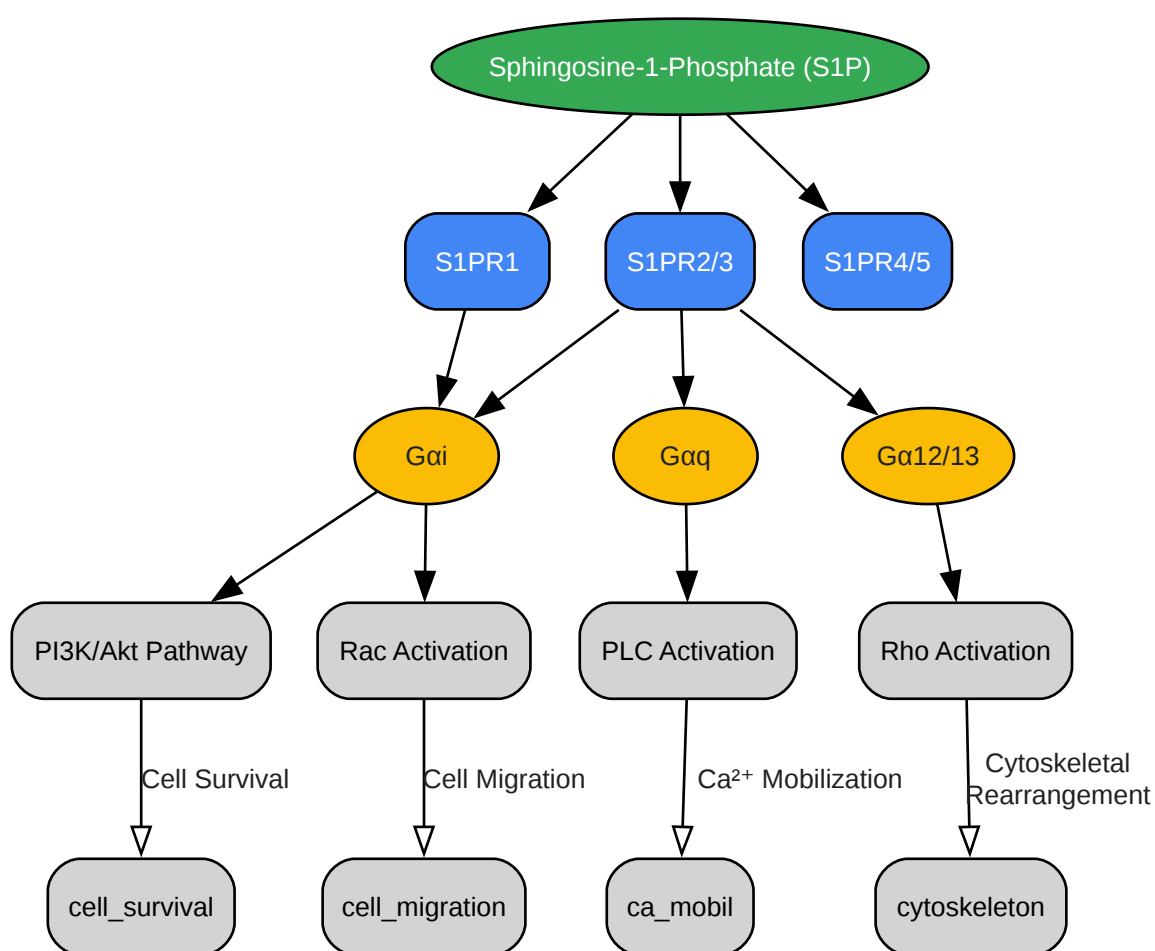 Sphingosine-1-Phosphate (S1P)
S1PR1
S1PR2/3
S1PR4/5
Gαi
Gαq
Gα12/13
PI3K/Akt Pathway
Rac Activation
PLC Activation
Rho Activation
Cell Survival
Cell Migration
Ca²⁺ Mobilization
Cytoskeletal
Rearrangement
cell_survival
cell_migration
ca_mobil
cytoskeleton